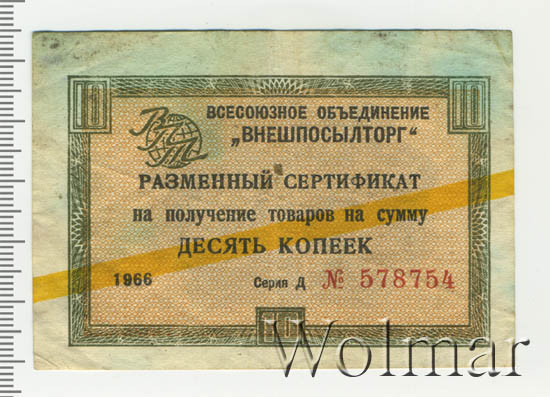 10 10
ВПТ
ВСЕСОЮЗНОЕ ОБЪЕДИНЕНИЕ
„ВНЕШПОСЫЛТОРГ“
РАЗМЕННЫЙ СЕРТИФИКАТ
на получение товаров на сумму
ДЕСЯТЬ КОПЕЕК
1966 Серия Д № 578754
Wolmar